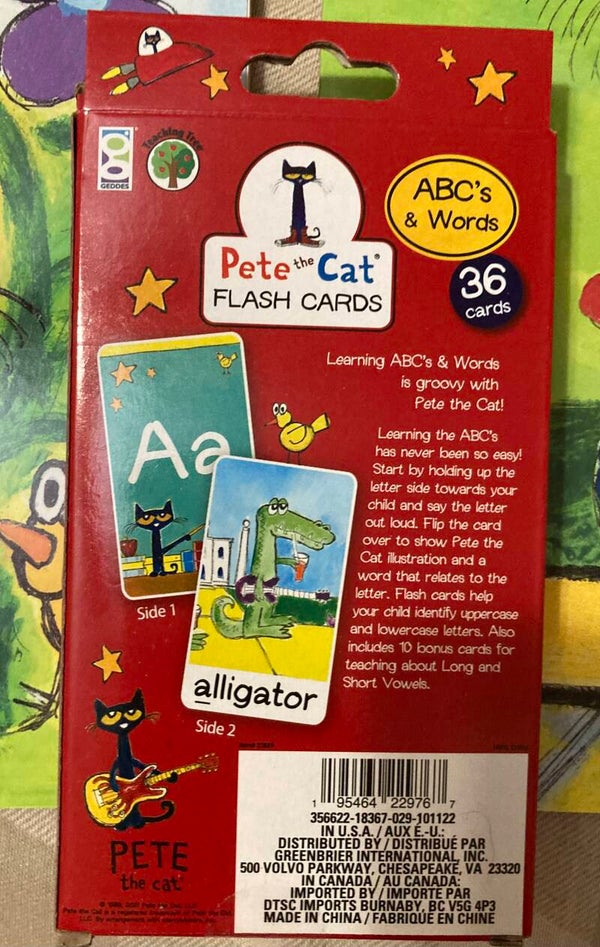 GEDDES
Teaching Tree
Pete the Cat®
FLASH CARDS
ABC's
& Words
36
cards
Learning ABC's & Words
is groovy with
Pete the Cat!
Learning the ABC's
has never been so easy!
Start by holding up the
letter side towards your
child and say the letter
out loud. Flip the card
over to show Pete the
Cat illustration and a
word that relates to the
letter. Flash cards help
your child identify uppercase
and lowercase letters. Also
includes 10 bonus cards for
teaching about Long and
Short Vowels.
Aa
Side 1
alligator
Side 2
PETE
the cat
1 95464 22976 7
356622-18367-029-101122
IN U.S.A. / AUX É.-U.:
DISTRIBUTED BY / DISTRIBUÉ PAR
GREENBRIER INTERNATIONAL, INC.
500 VOLVO PARKWAY, CHESAPEAKE, VA 23320
IN CANADA / AU CANADA:
IMPORTED BY / IMPORTÉ PAR
DTSC IMPORTS BURNABY, BC V5G 4P3
MADE IN CHINA / FABRIQUÉ EN CHINE